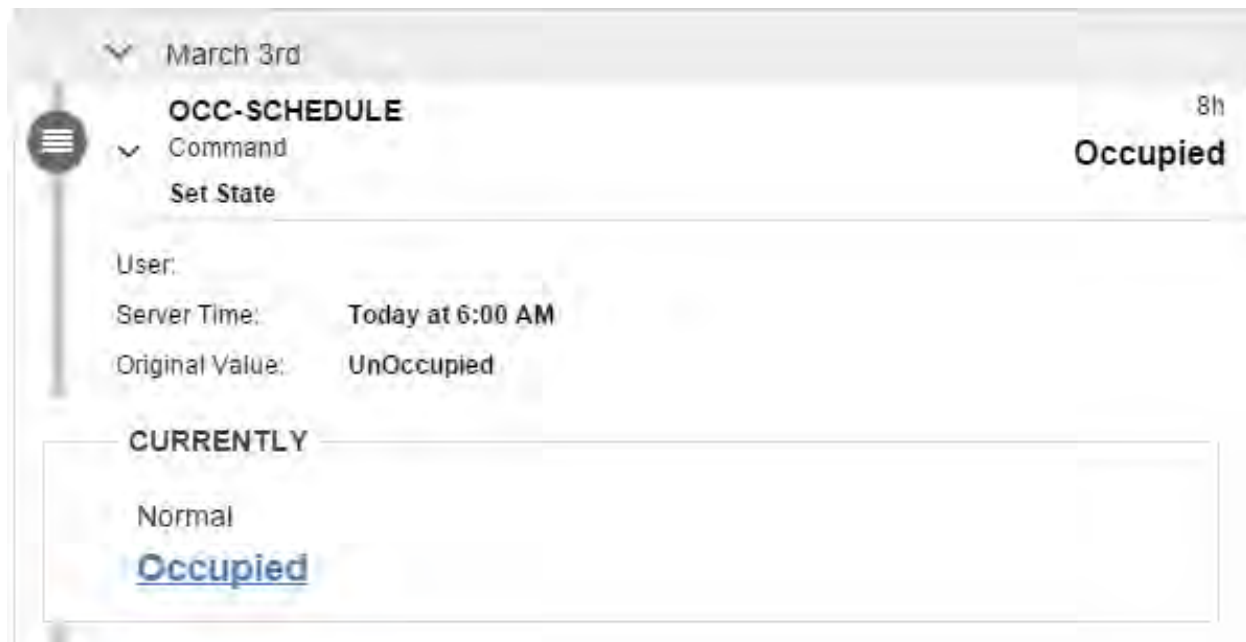 March 3rd
OCC-SCHEDULE
8h
Command
Occupied
Set State
User:
Server Time: Today at 6:00 AM
Original Value: UnOccupied
CURRENTLY
Normal
Occupied